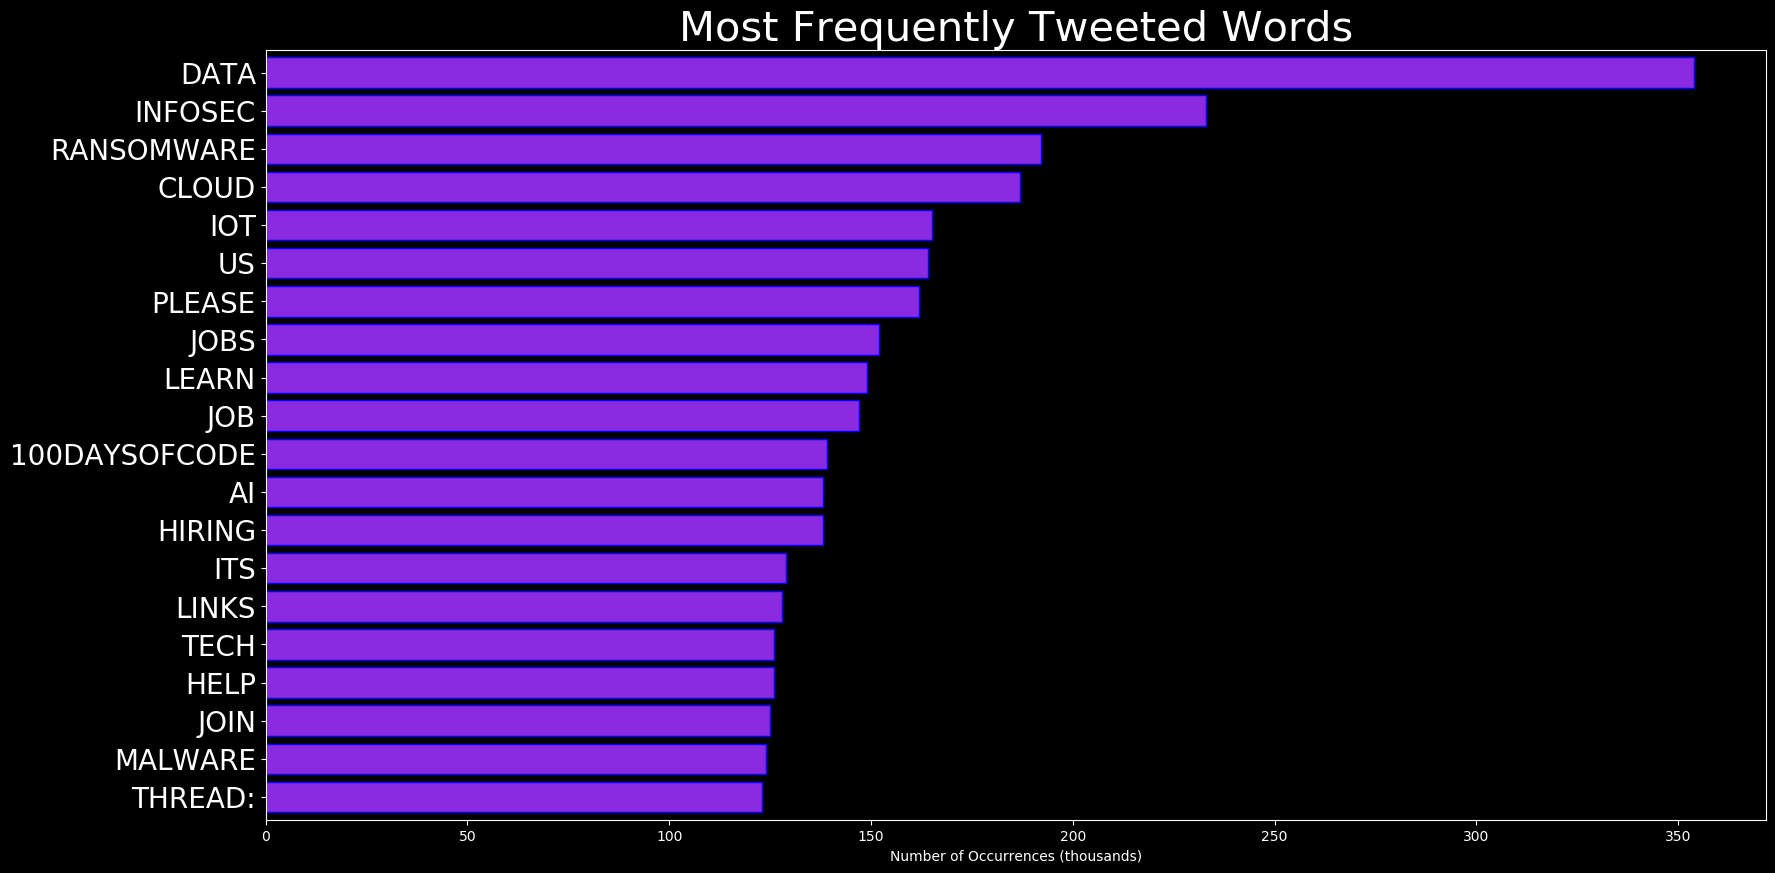 Most Frequently Tweeted Words
DATA
INFOSEC
RANSOMWARE
CLOUD
IOT
US
PLEASE
JOBS
LEARN
JOB
100DAYSOFCODE
AI
HIRING
ITS
LINKS
TECH
HELP
JOIN
MALWARE
THREAD:
0 50 100 150 200 250 300 350
Number of Occurrences (thousands)